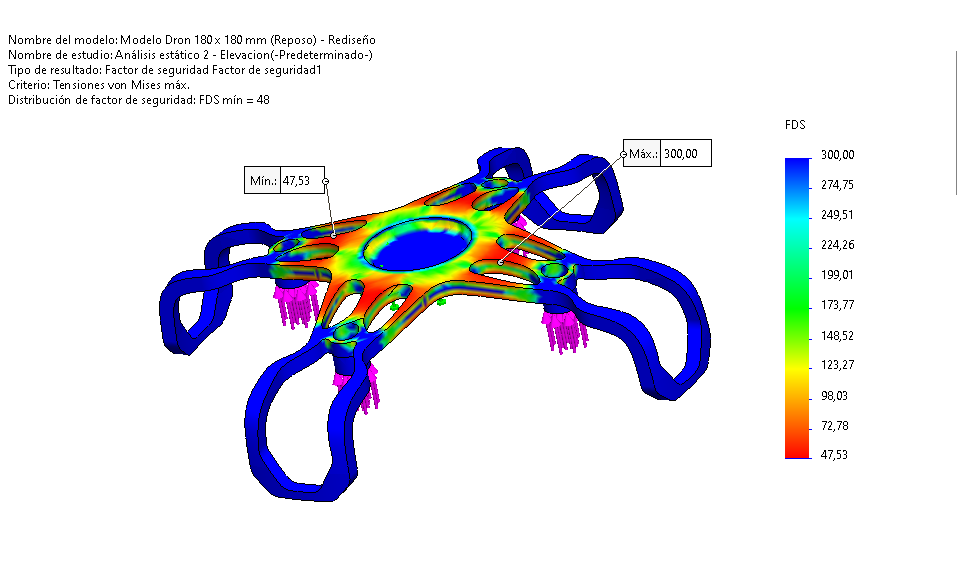 Nombre del modelo: Modelo Dron 180 x 180 mm (Reposo) - Rediseño
Nombre de estudio: Análisis estático 2 - Elevacion(-Predeterminado-)
Tipo de resultado: Factor de seguridad Factor de seguridad1
Criterio: Tensiones von Mises máx.
Distribución de factor de seguridad: FDS mín = 48
FDS
Máx.: 300,00
Mín.: 47,53
300,00
274,75
249,51
224,26
199,01
173,77
148,52
123,27
98,03
72,78
47,53